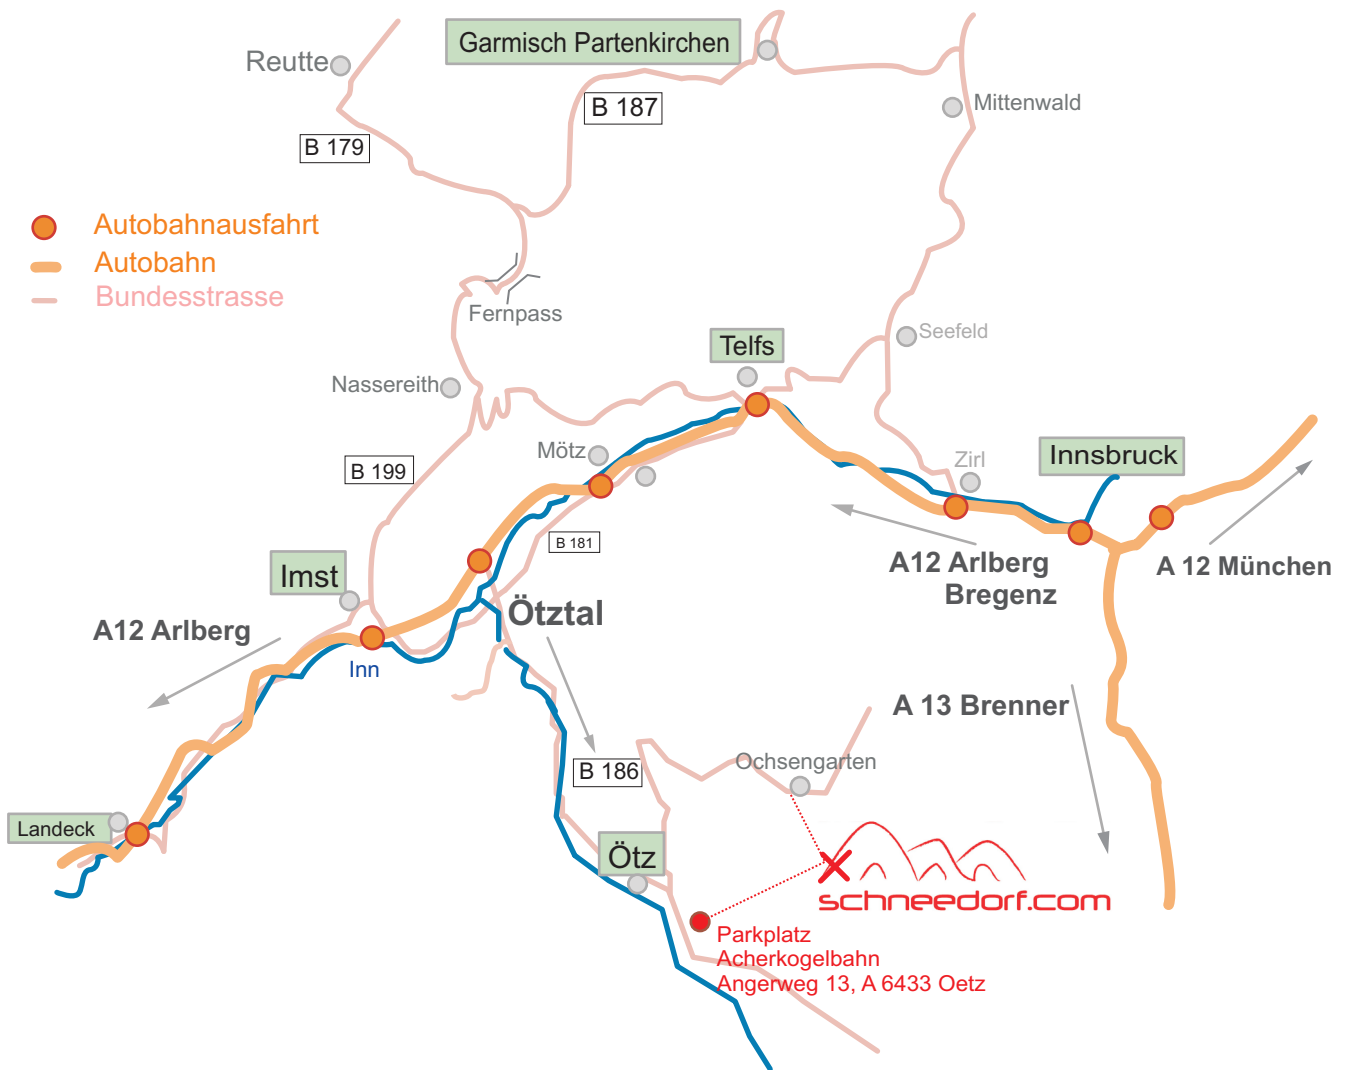 Garmisch Partenkirchen
Reutte
B 187
Mittenwald
B 179
Autobahnausfahrt
Autobahn
Bundesstrasse
Fernpass
Seefeld
Telfs
Nassereith
Mötz
Zirl
Innsbruck
B 199
B 181
A12 Arlberg
Bregenz
A 12 München
Imst
Ötztal
A12 Arlberg
Inn
A 13 Brenner
B 186
Ochsengarten
Landeck
Ötz
schneedorf.com
Parkplatz
Acherkogelbahn
Angerweg 13, A 6433 Oetz